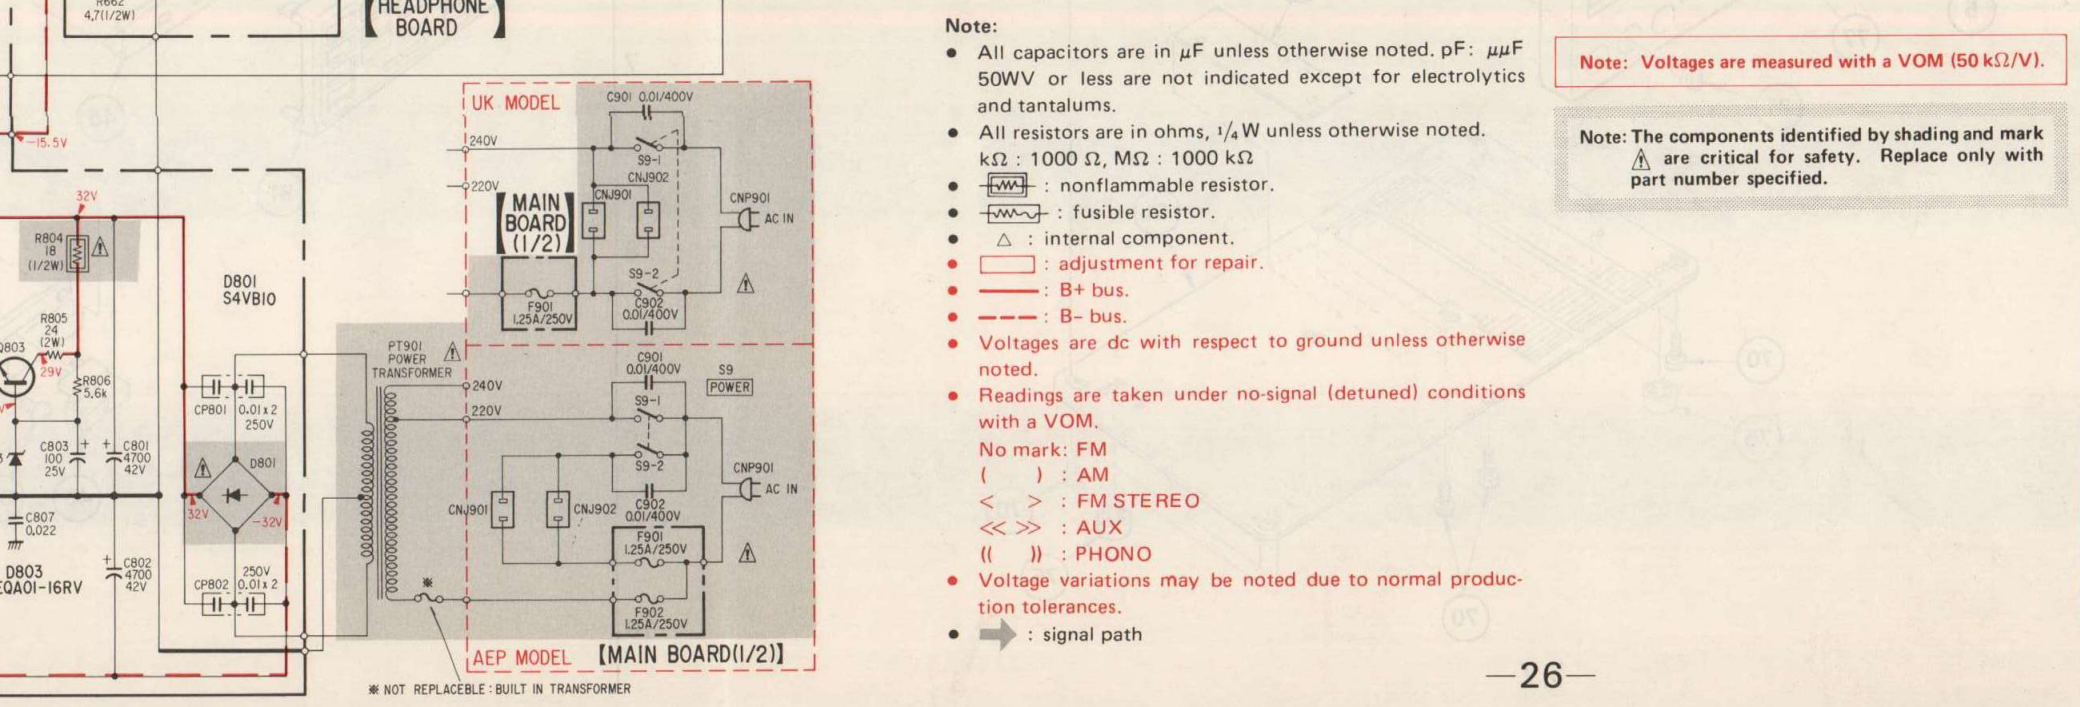 R662
4.7(1/2W)
【HEADPHONE
BOARD】
-15.5V
32V
R804
18
(1/2W)
D801
S4VB10
R805
24
(2W)
Q803
29V
R806
5.6k
CP801 0.01x2
250V
C803
100
25V
C801
4700
42V
D801
32V
-32V
C807
0.022
D803
EQA01-16RV
C802
4700
42V
250V
CP802 0.01x2
UK MODEL
C901 0.01/400V
240V
S9-1
220V
CNJ902
CNJ901
【MAIN
BOARD
(1/2)】
CNP901
AC IN
S9-2
F901
1.25A/250V
C902
0.01/400V
PT901
POWER
TRANSFORMER
240V
220V
C901
0.01/400V
S9
POWER
S9-1
S9-2
CNP901
AC IN
CNJ901
CNJ902
C902
0.01/400V
F901
1.25A/250V
F902
1.25A/250V
※
AEP MODEL 【MAIN BOARD(1/2)】
※ NOT REPLACEBLE : BUILT IN TRANSFORMER
Note:
● All capacitors are in μF unless otherwise noted. pF: μμF
50WV or less are not indicated except for electrolytics
and tantalums.
● All resistors are in ohms, 1/4W unless otherwise noted.
kΩ : 1000 Ω, MΩ : 1000 kΩ
● : nonflammable resistor.
● : fusible resistor.
● △ : internal component.
● : adjustment for repair.
● : B+ bus.
● : B– bus.
● Voltages are dc with respect to ground unless otherwise
noted.
● Readings are taken under no-signal (detuned) conditions
with a VOM.
No mark: FM
( ) : AM
< > : FM STEREO
<< >> : AUX
(( )) : PHONO
● Voltage variations may be noted due to normal produc-
tion tolerances.
● : signal path
Note: Voltages are measured with a VOM (50 kΩ/V).
Note: The components identified by shading and mark
⚠ are critical for safety. Replace only with
part number specified.
—26—